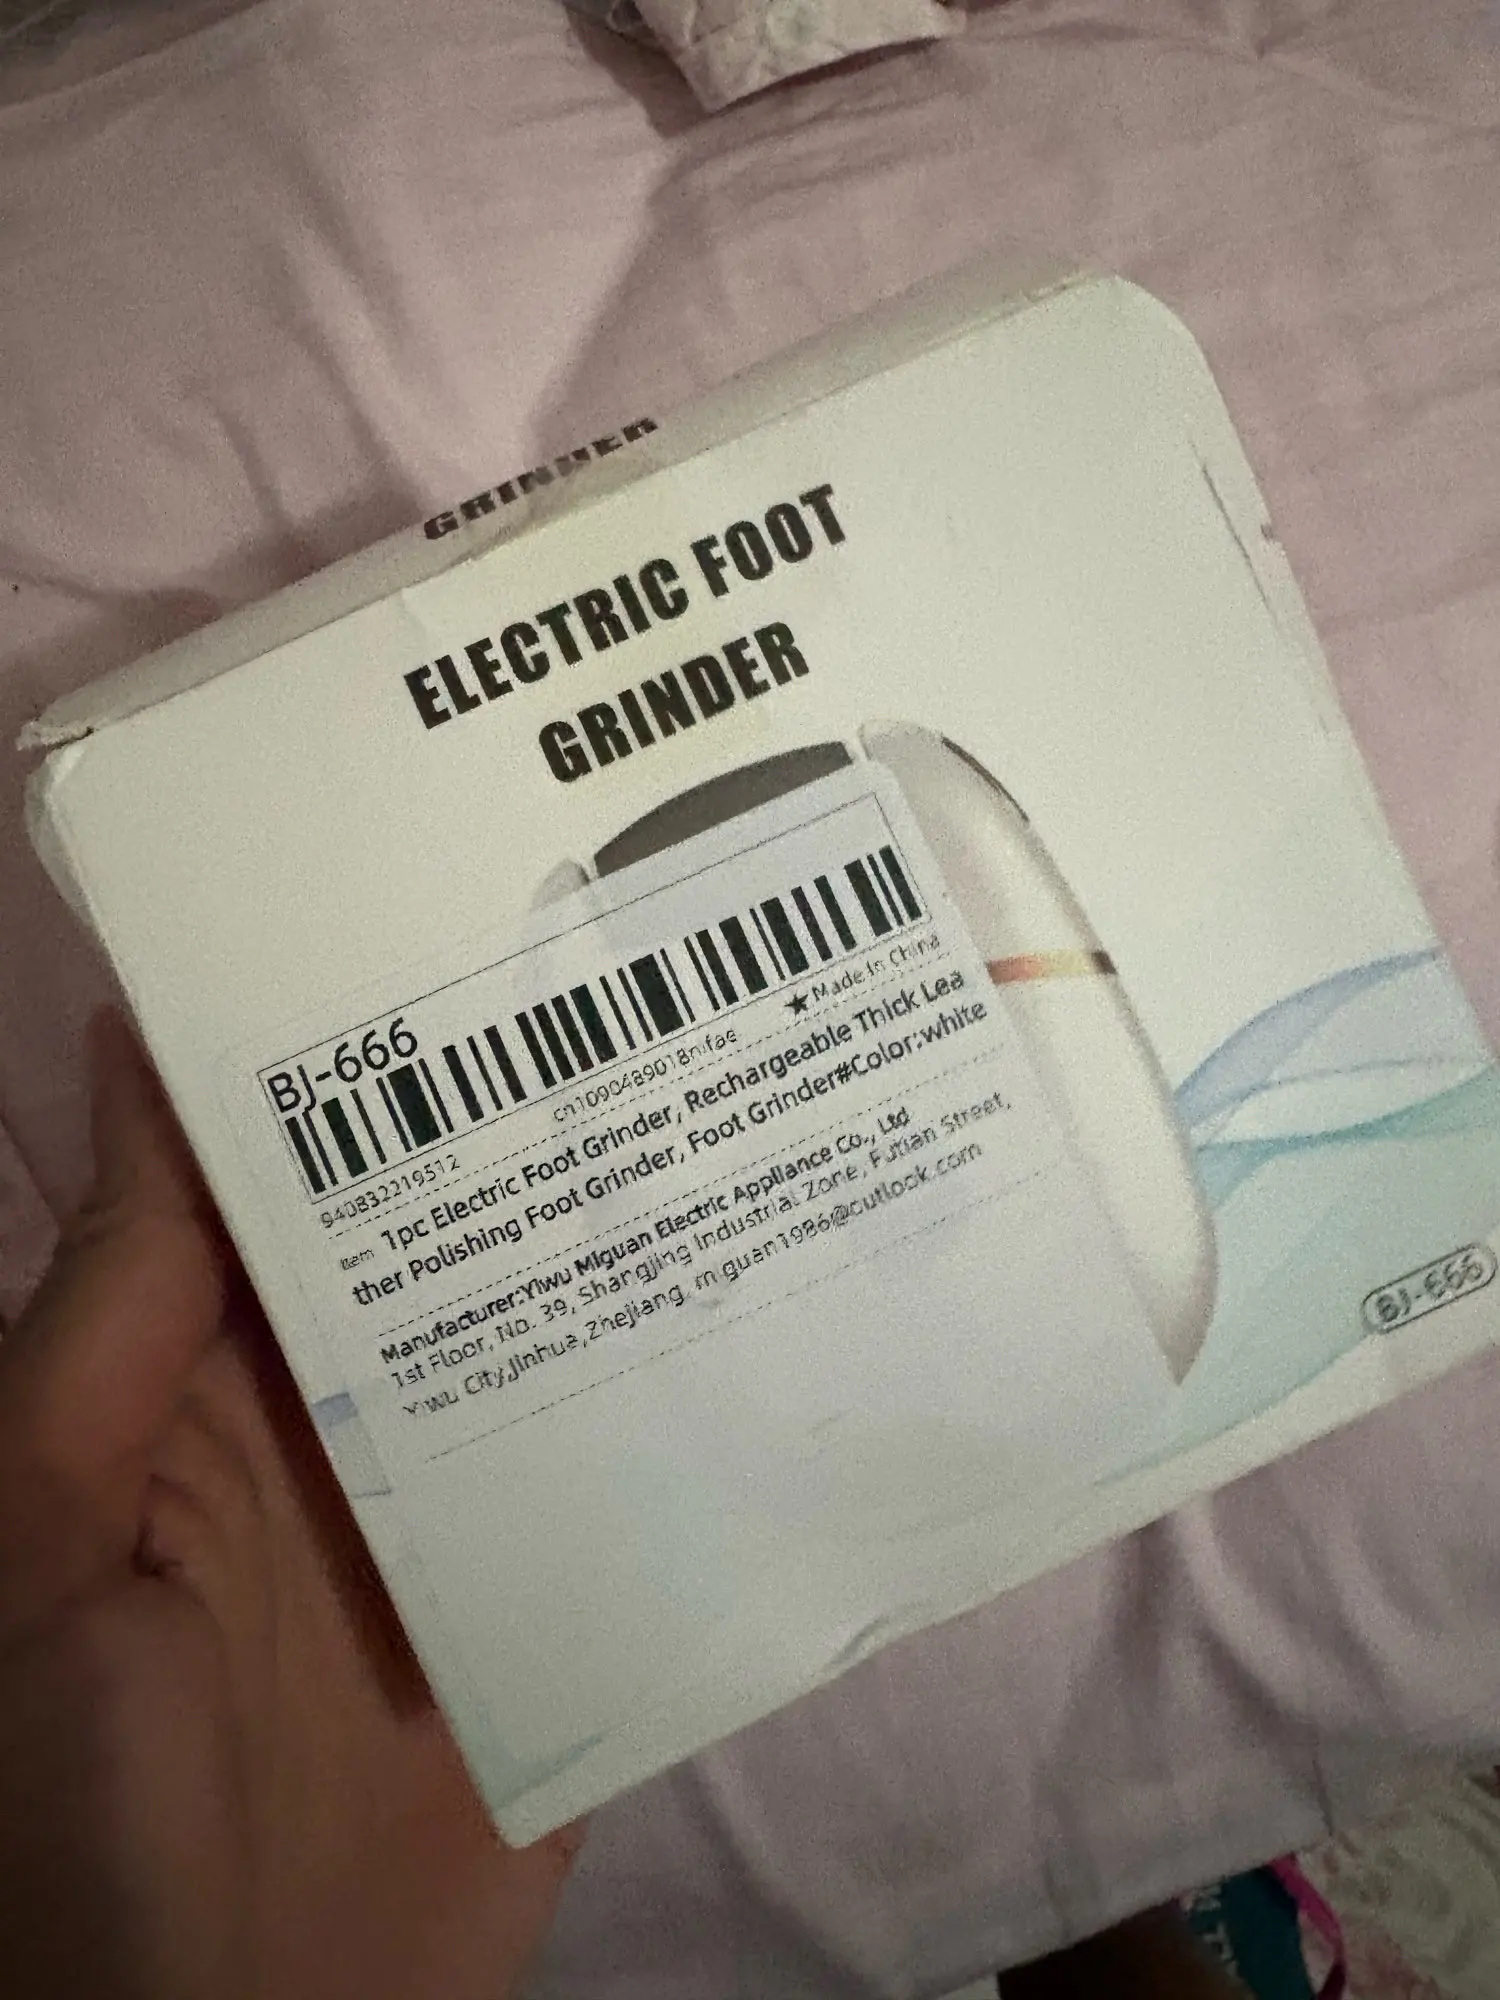 GRINDER
ELECTRIC FOOT
GRINDER
BJ-666
940832219512
cn1090489018nifae
★ Made in China
Item 1pc Electric Foot Grinder, Rechargeable Thick Lea
ther Polishing Foot Grinder, Foot Grinder#Color:white
Manufacturer:Yiwu Miguan Electric Appliance Co., Ltd
1st Floor, No. 39, Shangjing Industrial Zone, Futian Street,
Yiwu City,Jinhua,Zhejiang miguan1986@outlook.com
BJ-666